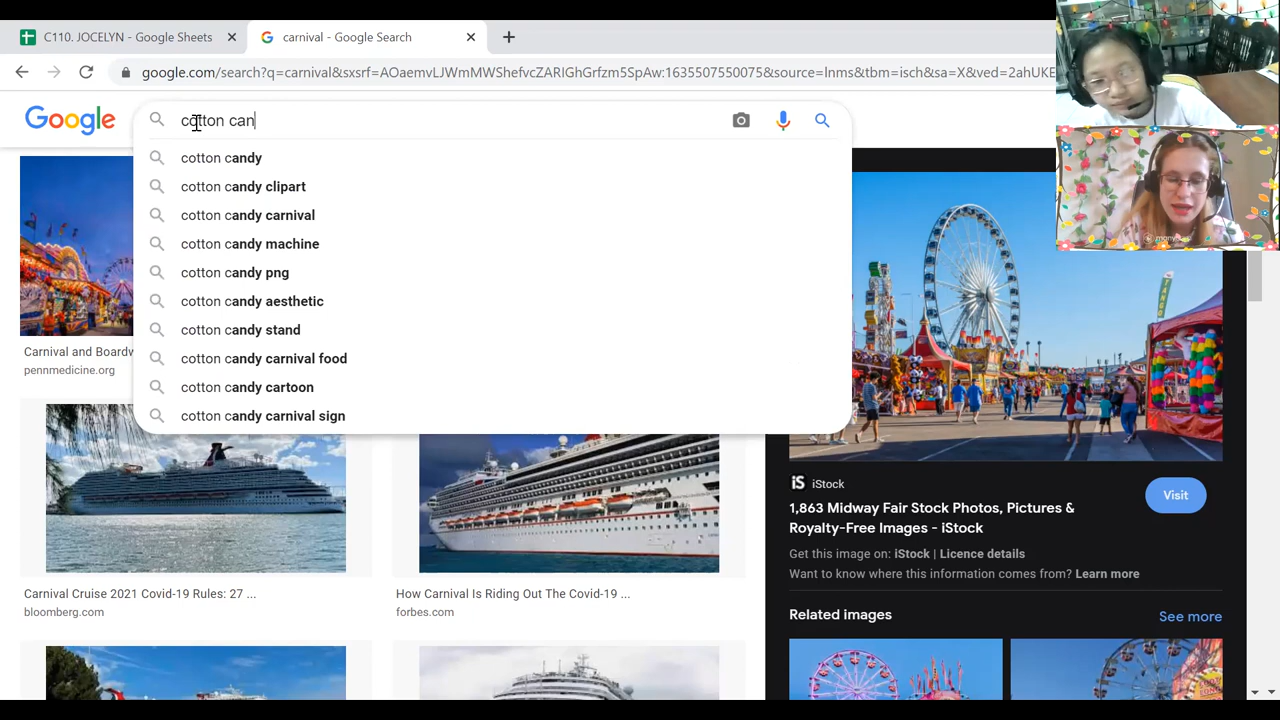 C110. JOCELYN - Google Sheets
carnival - Google Search
google.com/search?q=carnival&sxsrf=AOaemvLJWmMWShefvcZARIGhGrfzm5SpAw:1635507550075&source=lnms&tbm=isch&sa=X&ved=2ahUKE
Google
cotton can
cotton candy
cotton candy clipart
cotton candy carnival
cotton candy machine
cotton candy png
cotton candy aesthetic
cotton candy stand
cotton candy carnival food
cotton candy cartoon
cotton candy carnival sign
Carnival and Boardw
pennmedicine.org
Carnival Cruise 2021 Covid-19 Rules: 27 ...
bloomberg.com
How Carnival Is Riding Out The Covid-19 ...
forbes.com
iS iStock
1,863 Midway Fair Stock Photos, Pictures &
Royalty-Free Images - iStock
Visit
Get this image on: iStock | Licence details
Want to know where this information comes from? Learn more
Related images
See more